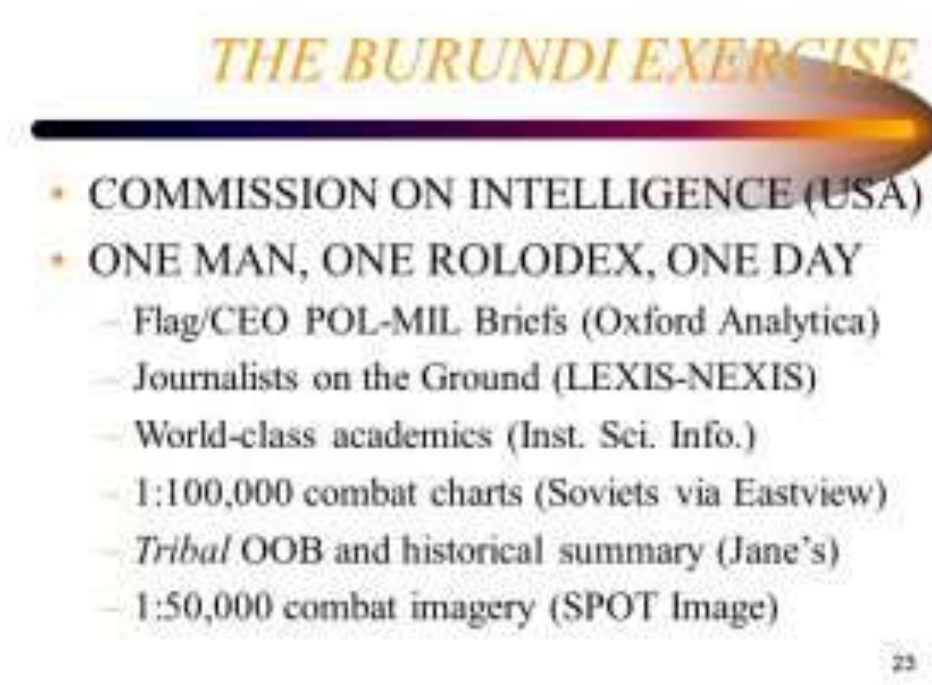 THE BURUNDI EXERCISE
• COMMISSION ON INTELLIGENCE (USA)
• ONE MAN, ONE ROLODEX, ONE DAY
– Flag/CEO POL-MIL Briefs (Oxford Analytica)
– Journalists on the Ground (LEXIS-NEXIS)
– World-class academics (Inst. Sci. Info.)
– 1:100,000 combat charts (Soviets via Eastview)
– Tribal OOB and historical summary (Jane's)
– 1:50,000 combat imagery (SPOT Image)
23